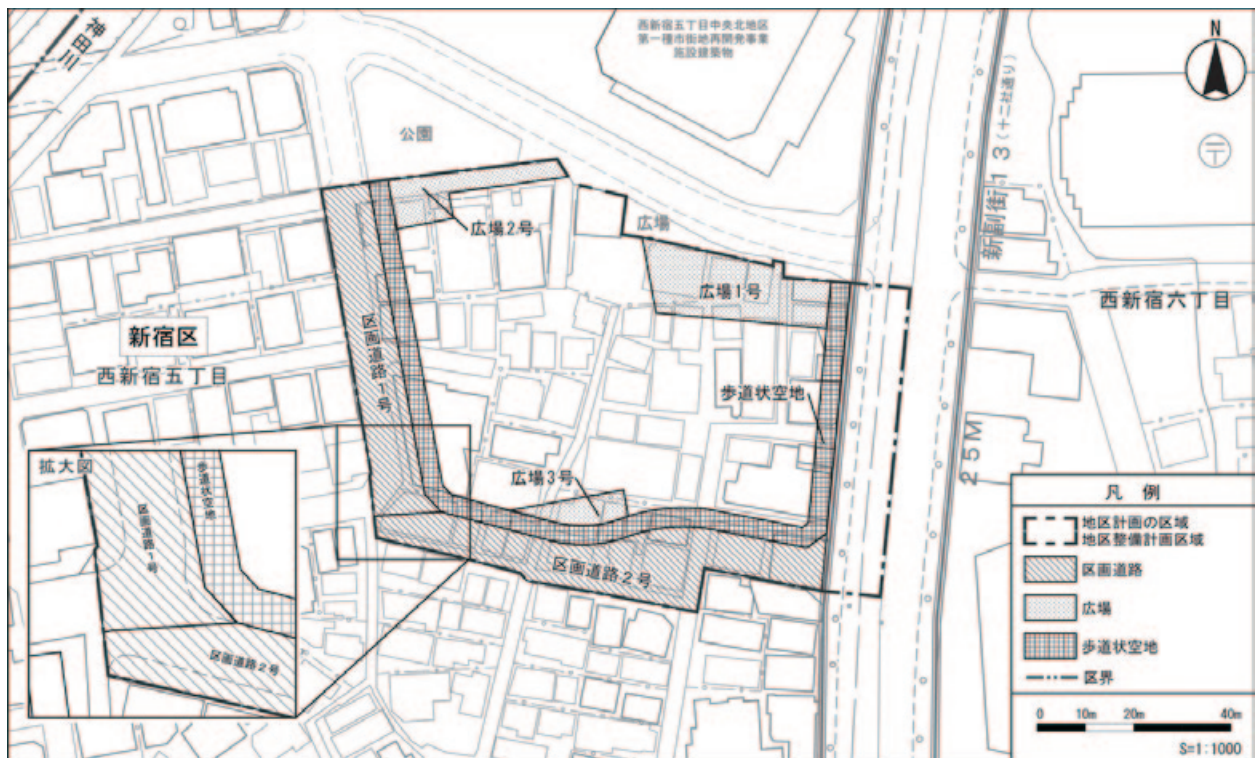 神田川
西新宿五丁目中央北地区
第一種市街地再開発事業
施設建築物
N
公園
新副街13(十二社通り)
〒
広場2号
広場
広場1号
西新宿六丁目
新宿区
西新宿五丁目
区画道路1号
歩道状空地
25M
拡大図
歩道状空地
区画道路1号
区画道路2号
広場3号
区画道路2号
凡例
地区計画の区域
地区整備計画区域
区画道路
広場
歩道状空地
区界
0 10m 20m 40m
S=1:1000